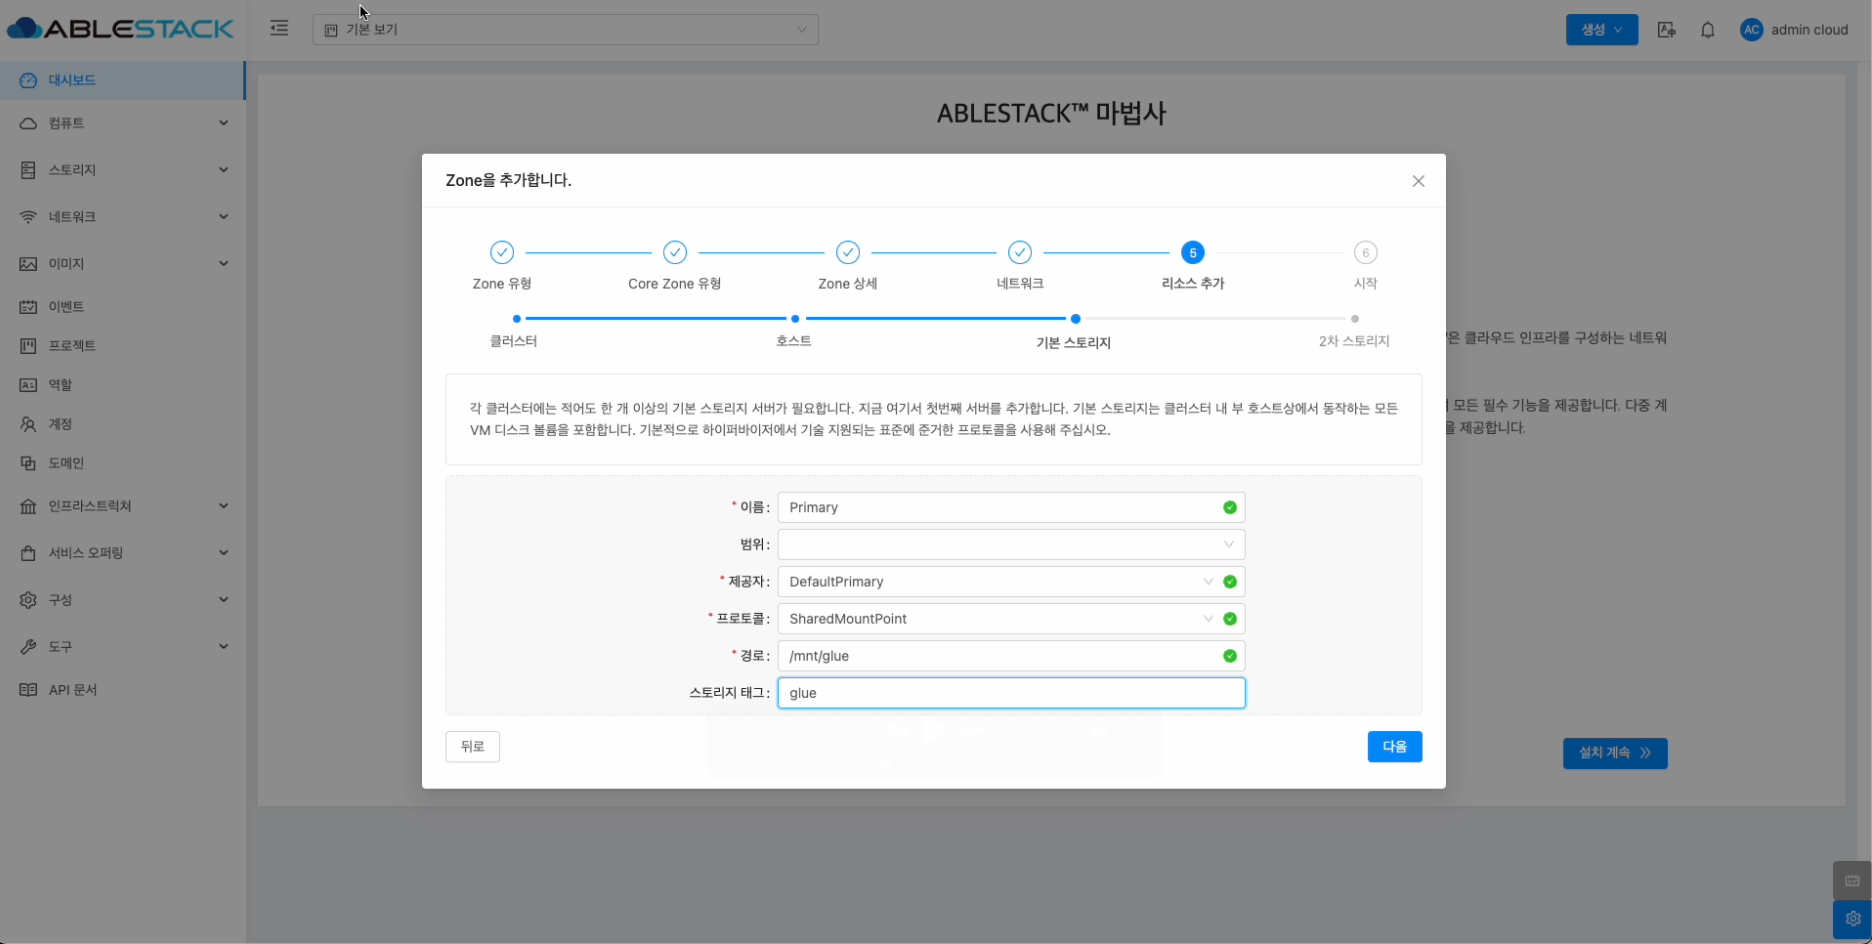 ABLESTACK
기본 보기
생성
AC
admin cloud
대시보드
컴퓨트
스토리지
네트워크
이미지
이벤트
프로젝트
역할
계정
도메인
인프라스트럭쳐
서비스 오퍼링
구성
도구
API 문서
ABLESTACK™ 마법사
Zone을 추가합니다.
5
6
Zone 유형
Core Zone 유형
Zone 상세
네트워크
리소스 추가
시작
클러스터
호스트
기본 스토리지
2차 스토리지
'은 클라우드 인프라를 구성하는 네트워
모든 필수 기능을 제공합니다. 다중 계
을 제공합니다.
각 클러스터에는 적어도 한 개 이상의 기본 스토리지 서버가 필요합니다. 지금 여기서 첫번째 서버를 추가합니다. 기본 스토리지는 클러스터 내 부 호스트상에서 동작하는 모든
VM 디스크 볼륨을 포함합니다. 기본적으로 하이퍼바이저에서 기술 지원되는 표준에 준거한 프로토콜을 사용해 주십시오.
* 이름 : Primary
범위 :
* 제공자 : DefaultPrimary
* 프로토콜 : SharedMountPoint
* 경로 : /mnt/glue
스토리지 태그 : glue
뒤로
다음
설치 계속